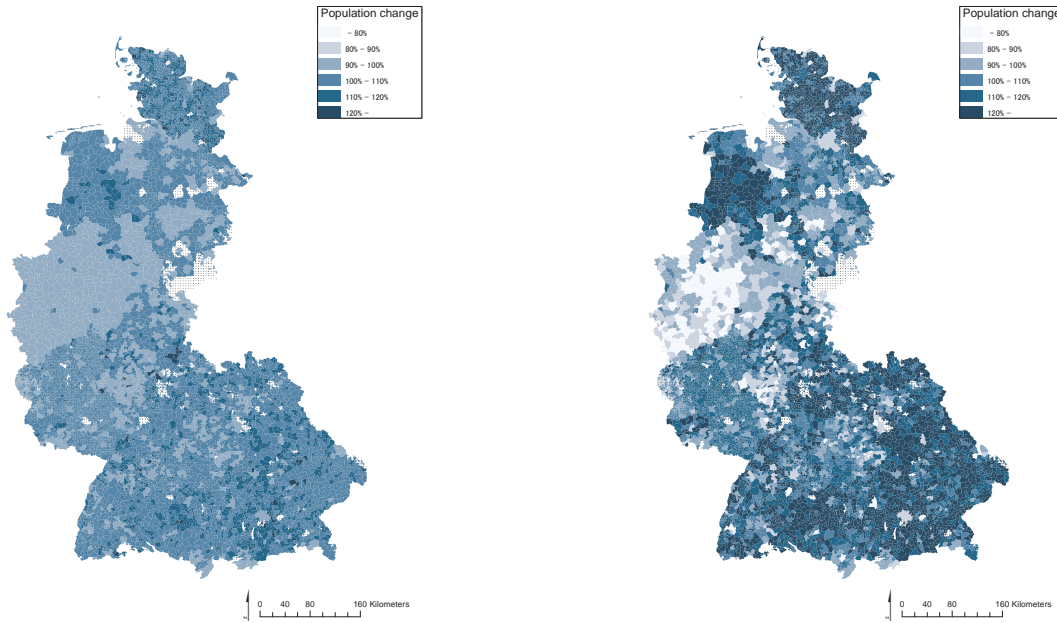 Population change
- 80%
80% - 90%
90% - 100%
100% - 110%
110% - 120%
120% -
0 40 80 160 Kilometers
Population change
- 80%
80% - 90%
90% - 100%
100% - 110%
110% - 120%
120% -
0 40 80 160 Kilometers